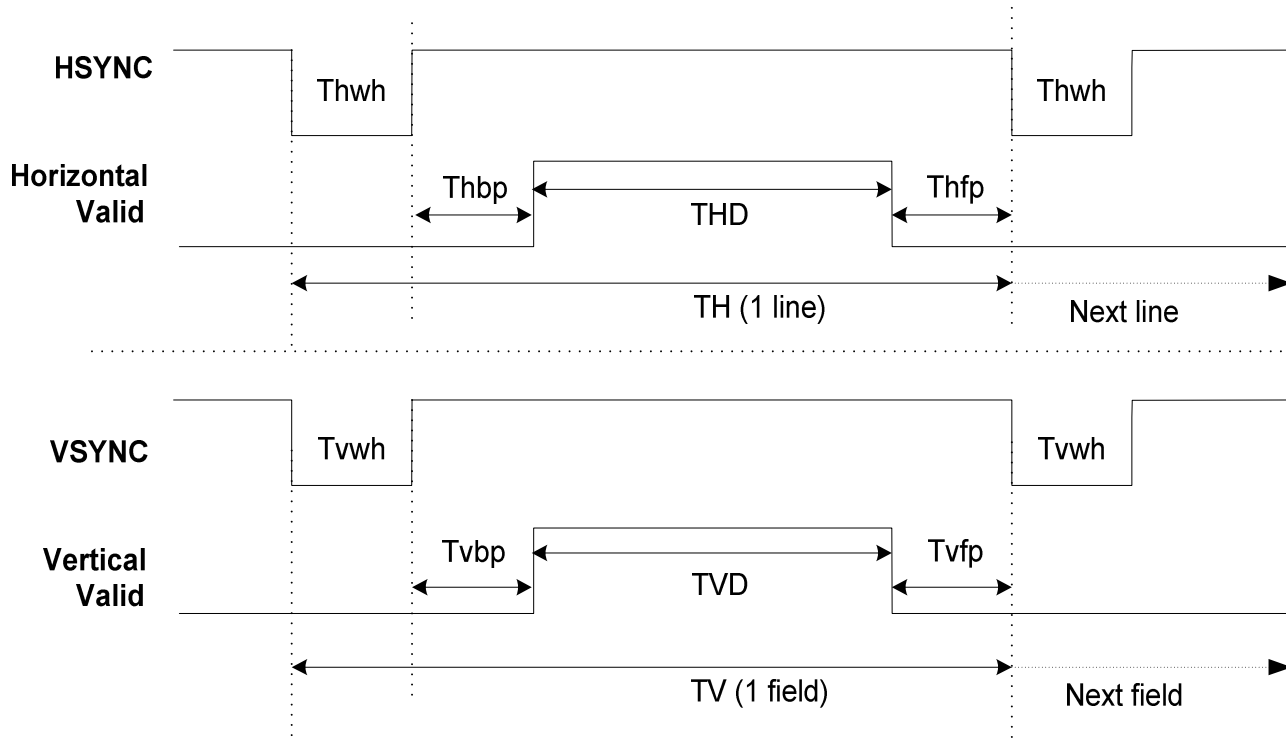 HSYNC
Thwh
Thwh
Horizontal
Valid
Thbp
THD
Thfp
TH (1 line)
Next line
VSYNC
Tvwh
Tvwh
Vertical
Valid
Tvbp
TVD
Tvfp
TV (1 field)
Next field